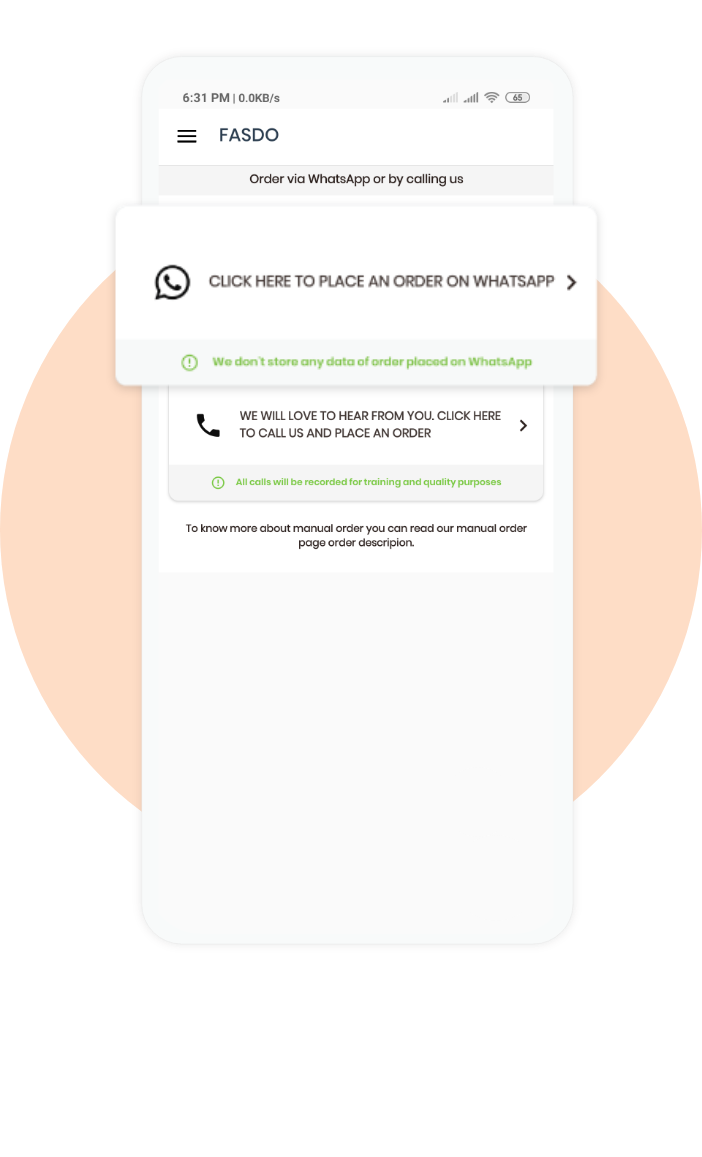 6:31 PM | 0.0KB/s
65
FASDO
Order via WhatsApp or by calling us
CLICK HERE TO PLACE AN ORDER ON WHATSAPP
We don't store any data of order placed on WhatsApp
WE WILL LOVE TO HEAR FROM YOU. CLICK HERE
TO CALL US AND PLACE AN ORDER
All calls will be recorded for training and quality purposes
To know more about manual order you can read our manual order
page order descripion.